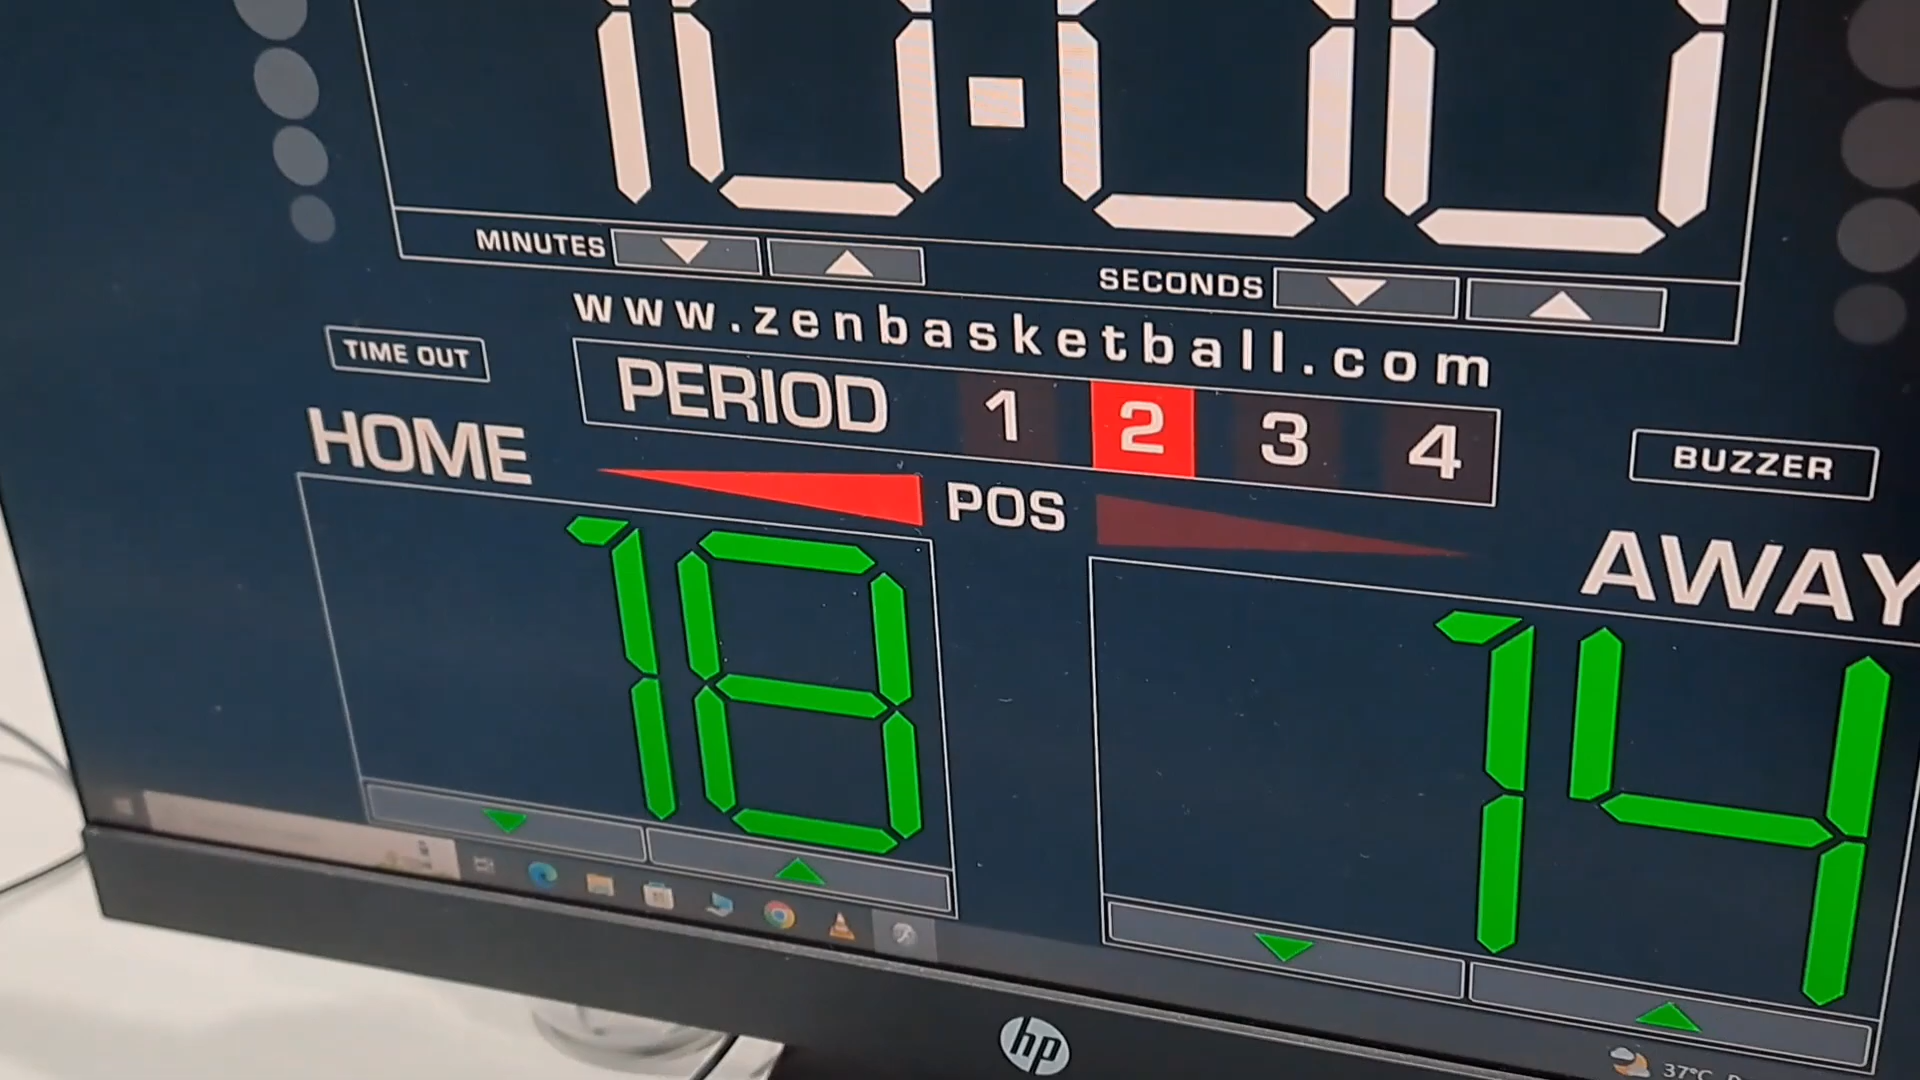 10.00
MINUTES
SECONDS
www.zenbasketball.com
TIME OUT
PERIOD 1 2 3 4
HOME
POS
BUZZER
AWAY
18
14
hp
37°C